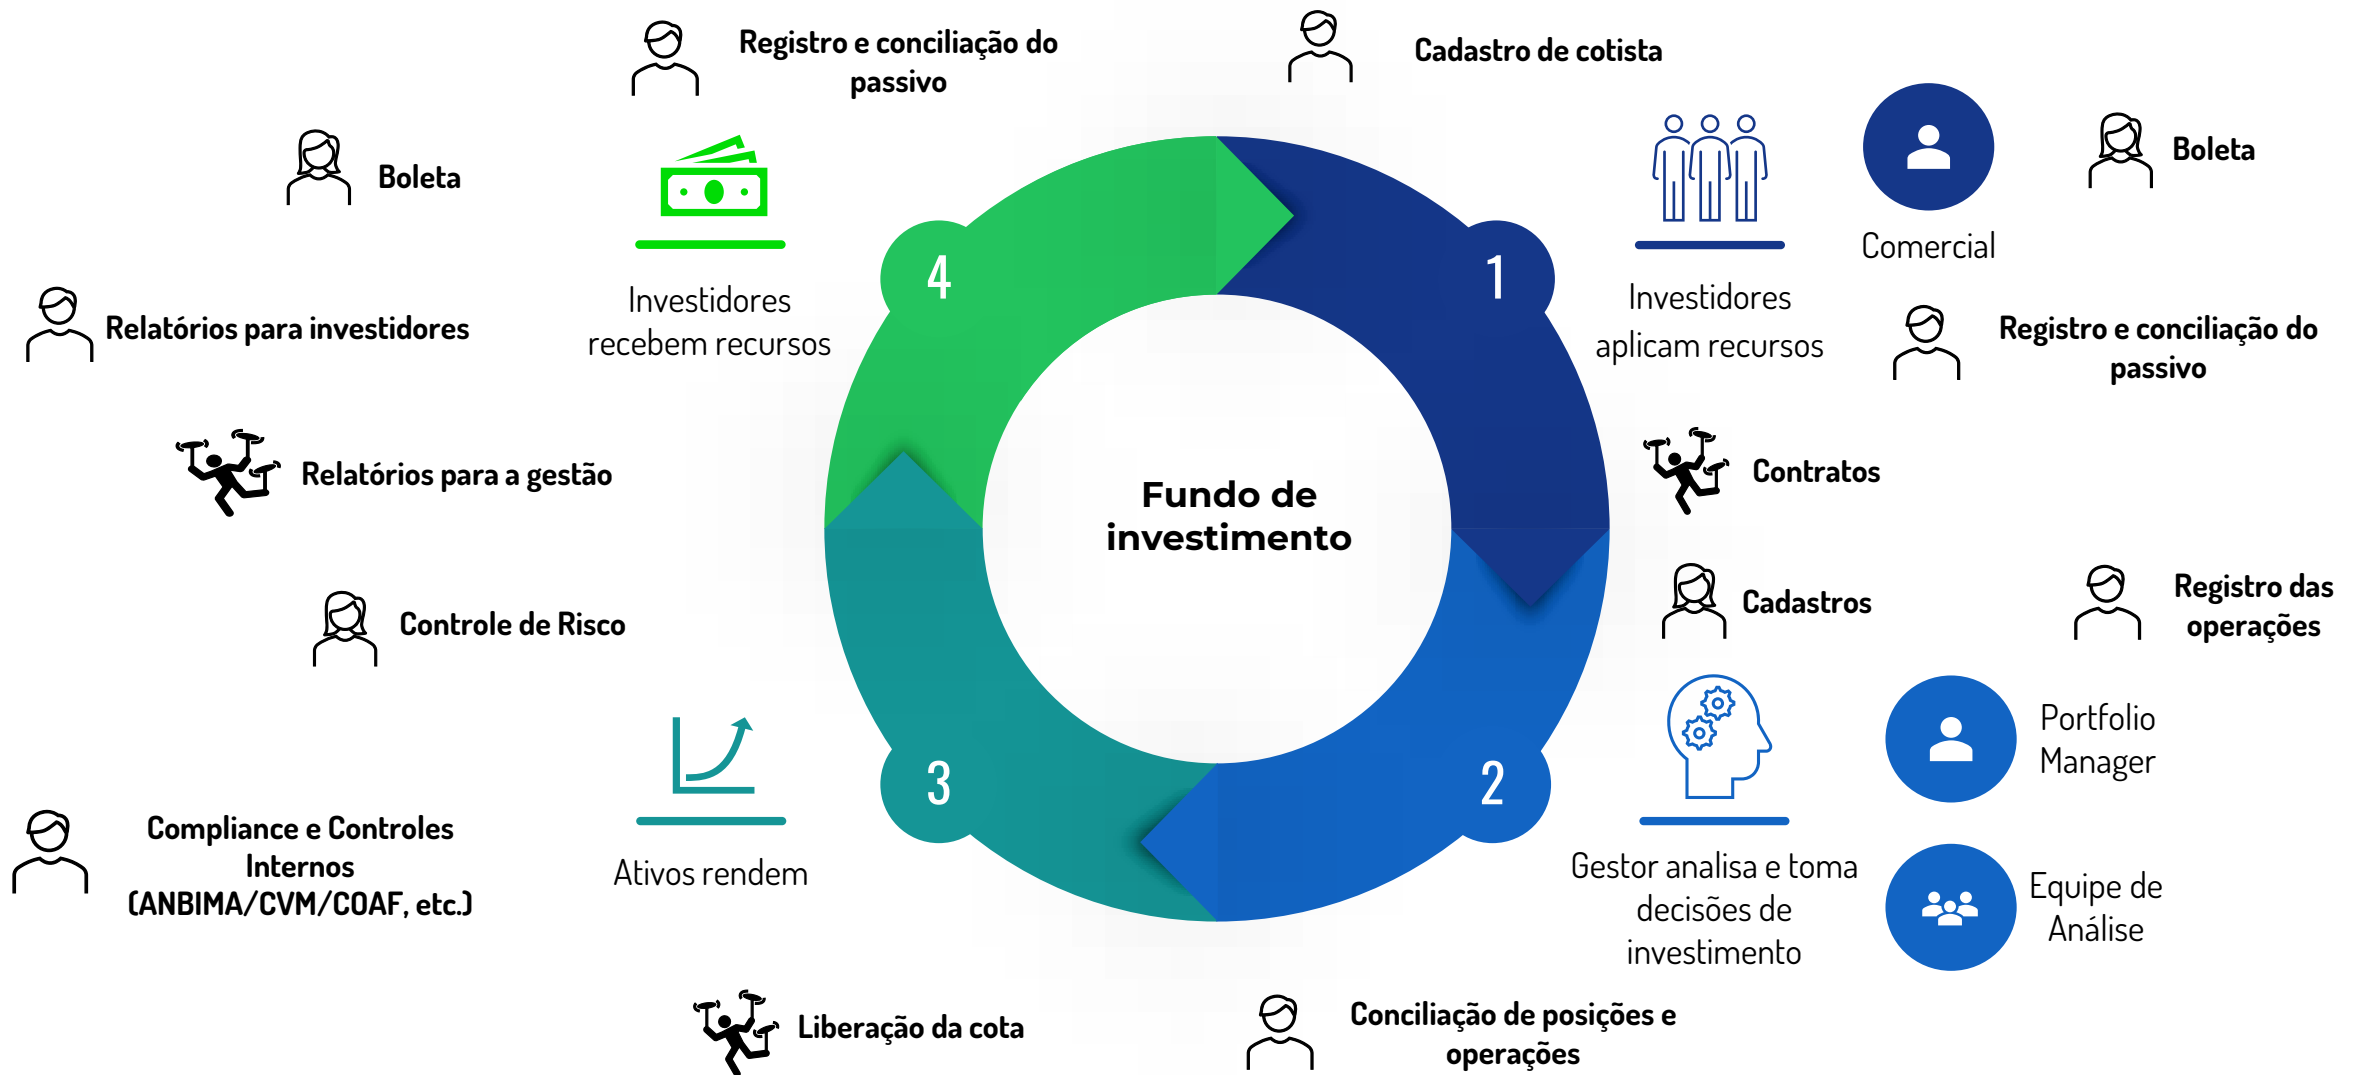 Registro e conciliação do
passivo
Cadastro de cotista
Boleta
Comercial
Boleta
4
1
Investidores
recebem recursos
Investidores
aplicam recursos
Relatórios para investidores
Registro e conciliação do
passivo
Relatórios para a gestão
Contratos
Fundo de
investimento
Controle de Risco
Cadastros
Registro das
operações
3
2
Portfolio
Manager
Compliance e Controles
Internos
(ANBIMA/CVM/COAF, etc.)
Ativos rendem
Gestor analisa e toma
decisões de
investimento
Equipe de
Análise
Liberação da cota
Conciliação de posições e
operações